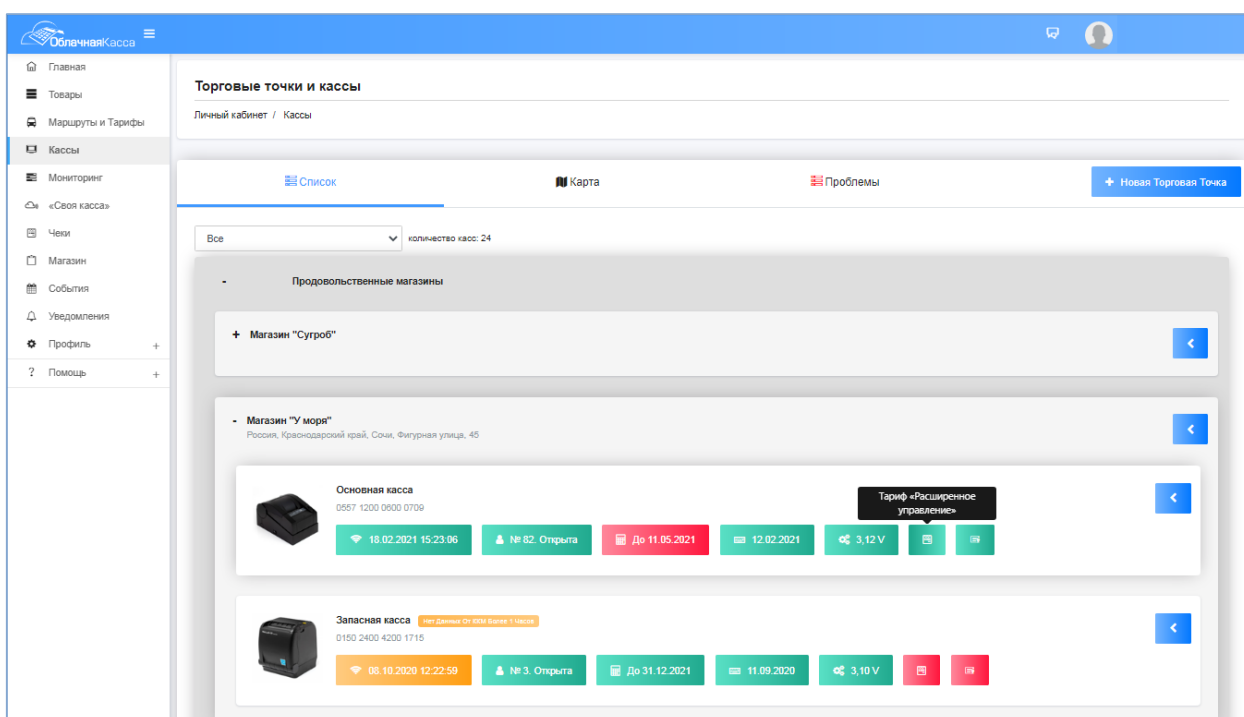 ОблачнаяКасса
Главная
Товары
Маршруты и Тарифы
Кассы
Мониторинг
«Своя касса»
Чеки
Магазин
События
Уведомления
Профиль +
? Помощь +
Торговые точки и кассы
Личный кабинет / Кассы
Список
Карта
Проблемы
+ Новая Торговая Точка
Все
количество касс: 24
- Продовольственные магазины
+ Магазин "Сугроб"
- Магазин "У моря"
Россия, Краснодарский край, Сочи, Фигурная улица, 45
Основная касса
0557 1200 0600 0709
Тариф «Расширенное
управление»
18.02.2021 15:23:06
№ 82. Открыта
До 11.05.2021
12.02.2021
3,12 V
Запасная касса
Нет Данных От ККМ Более 1 Часов
0150 2400 4200 1715
08.10.2020 12:22:59
№ 3. Открыта
До 31.12.2021
11.09.2020
3,10 V